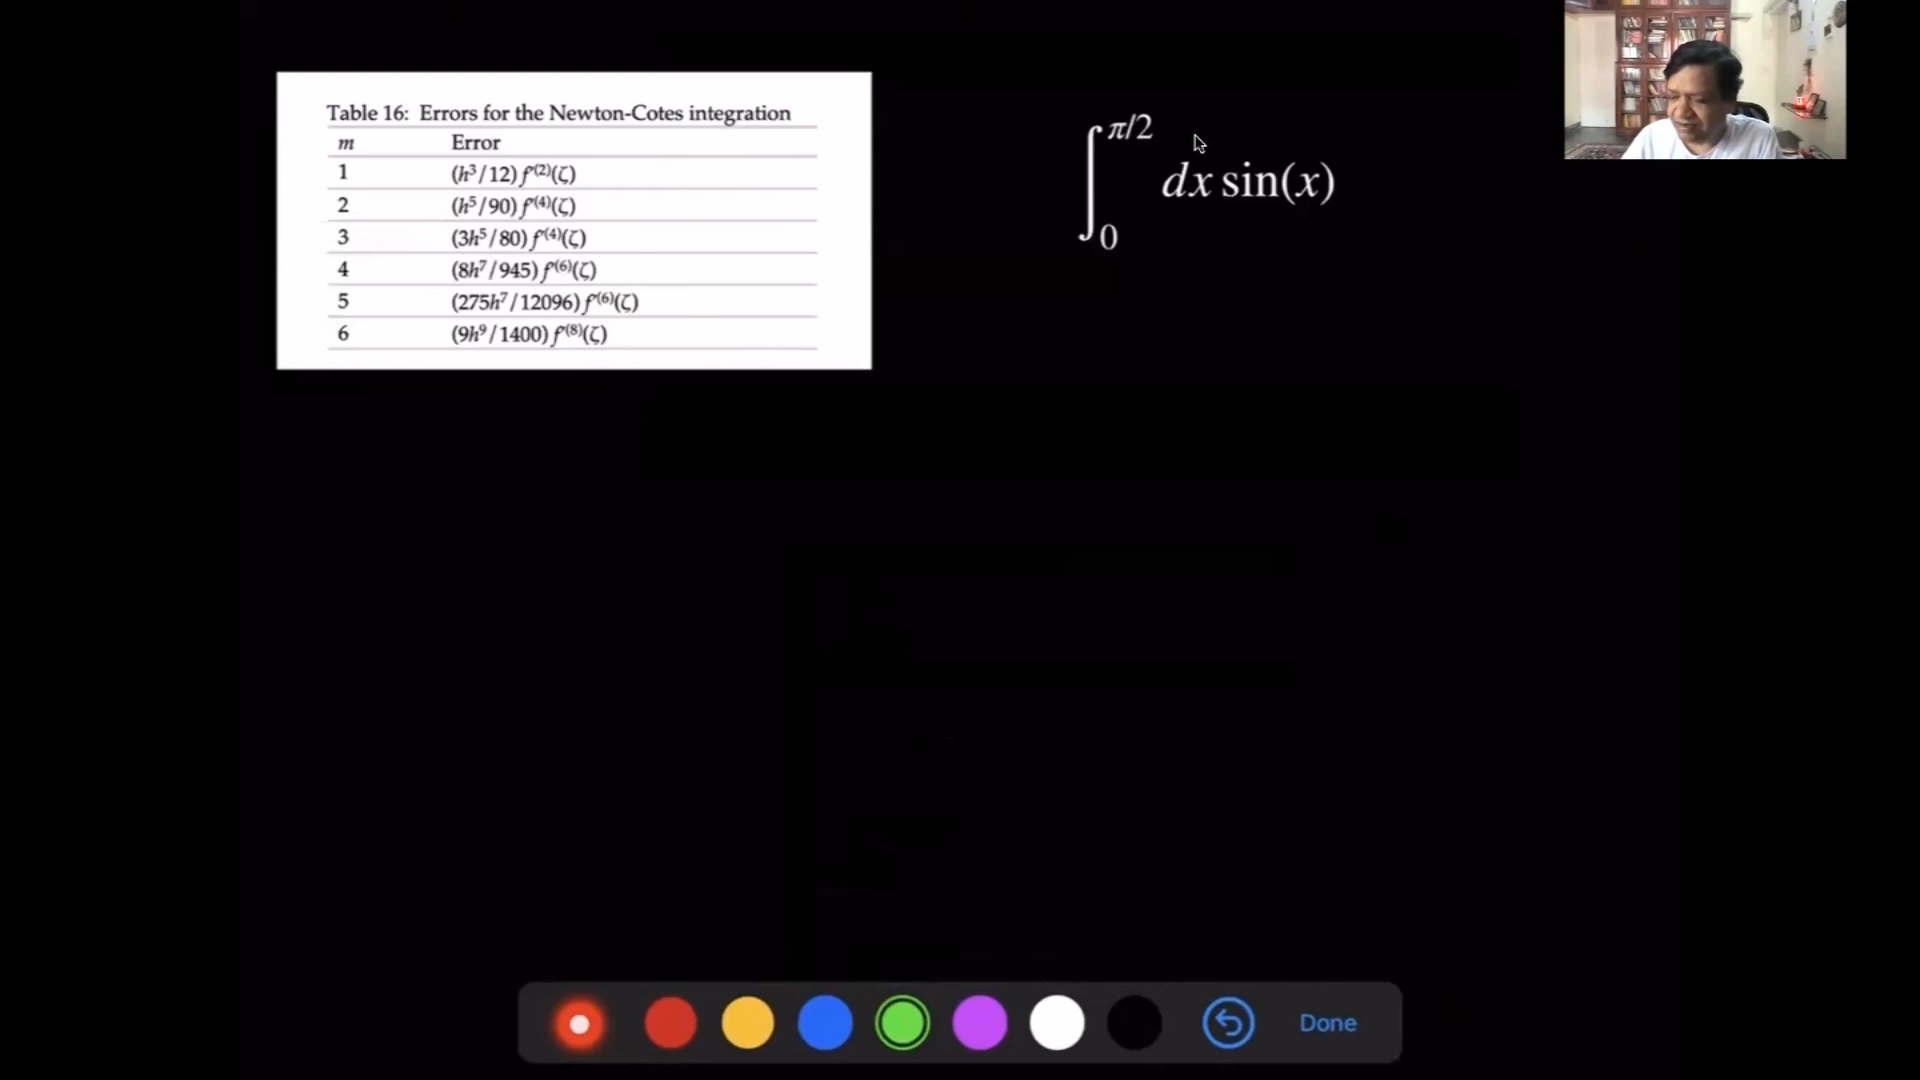 Table 16: Errors for the Newton-Cotes integration
m Error
1 (h³/12) f⁽²⁾(ζ)
2 (h⁵/90) f⁽⁴⁾(ζ)
3 (3h⁵/80) f⁽⁴⁾(ζ)
4 (8h⁷/945) f⁽⁶⁾(ζ)
5 (275h⁷/12096) f⁽⁶⁾(ζ)
6 (9h⁹/1400) f⁽⁸⁾(ζ)
∫₀^{π/2} dx sin(x)
Done